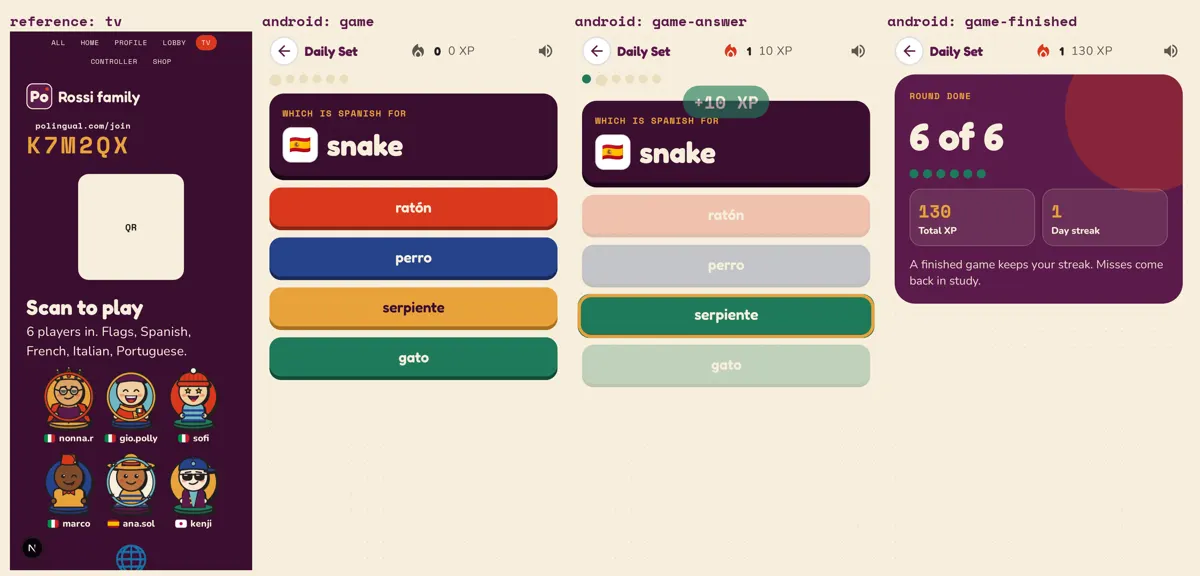 reference: tv
ALL HOME PROFILE LOBBY TV
CONTROLLER SHOP
Po Rossi family
polingual.com/join
K7M2QX
QR
Scan to play
6 players in. Flags, Spanish,
French, Italian, Portuguese.
nonna.r gio.polly sofi
marco ana.sol kenji
N
android: game
Daily Set 0 0 XP
WHICH IS SPANISH FOR
snake
ratón
perro
serpiente
gato
android: game-answer
Daily Set 1 10 XP
+10 XP
WHICH IS SPANISH FOR
snake
ratón
perro
serpiente
gato
android: game-finished
Daily Set 1 130 XP
ROUND DONE
6 of 6
130 1
Total XP Day streak
A finished game keeps your streak. Misses come
back in study.